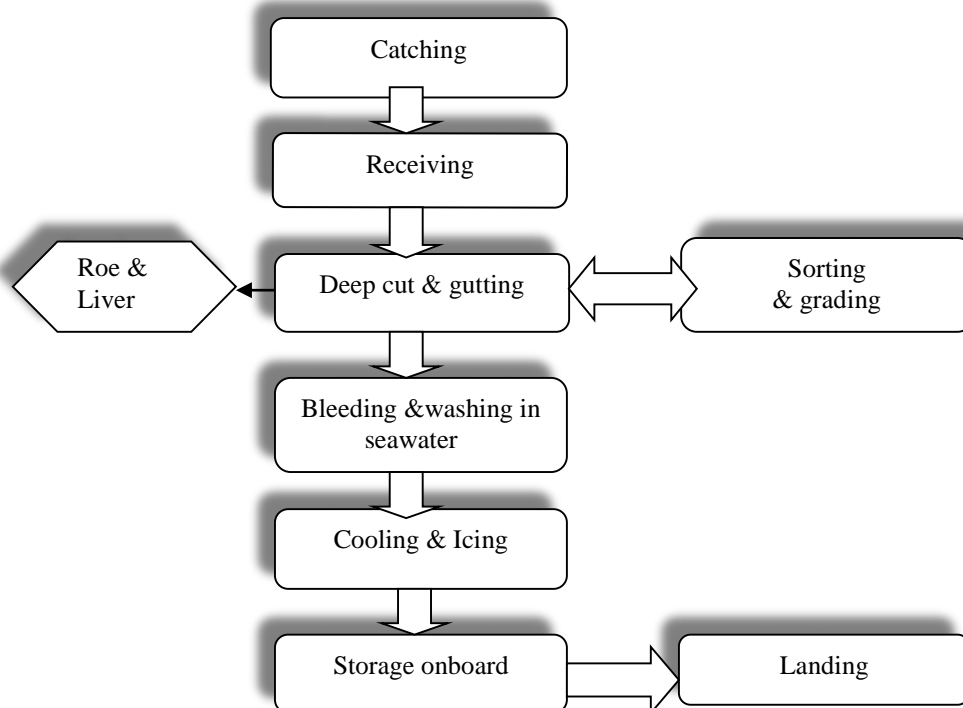 Catching
Receiving
Roe &
Liver
Deep cut & gutting
Sorting
& grading
Bleeding &washing in
seawater
Cooling & Icing
Storage onboard
Landing